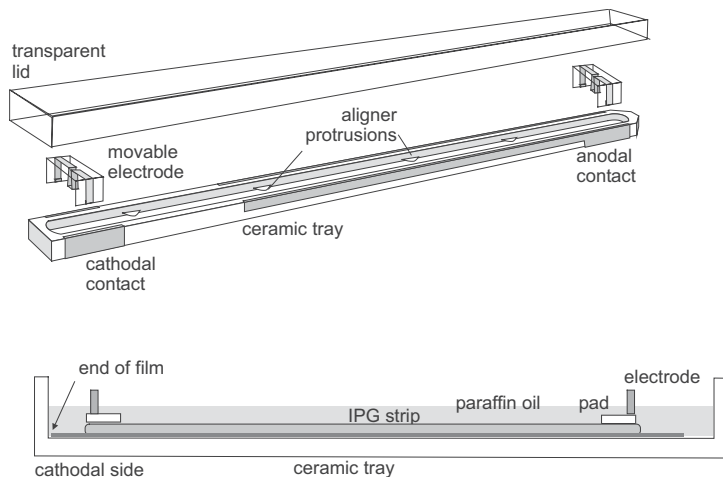 transparent
lid
movable
electrode
aligner
protrusions
anodal
contact
ceramic tray
cathodal
contact
end of film
electrode
paraffin oil
pad
IPG strip
cathodal side
ceramic tray